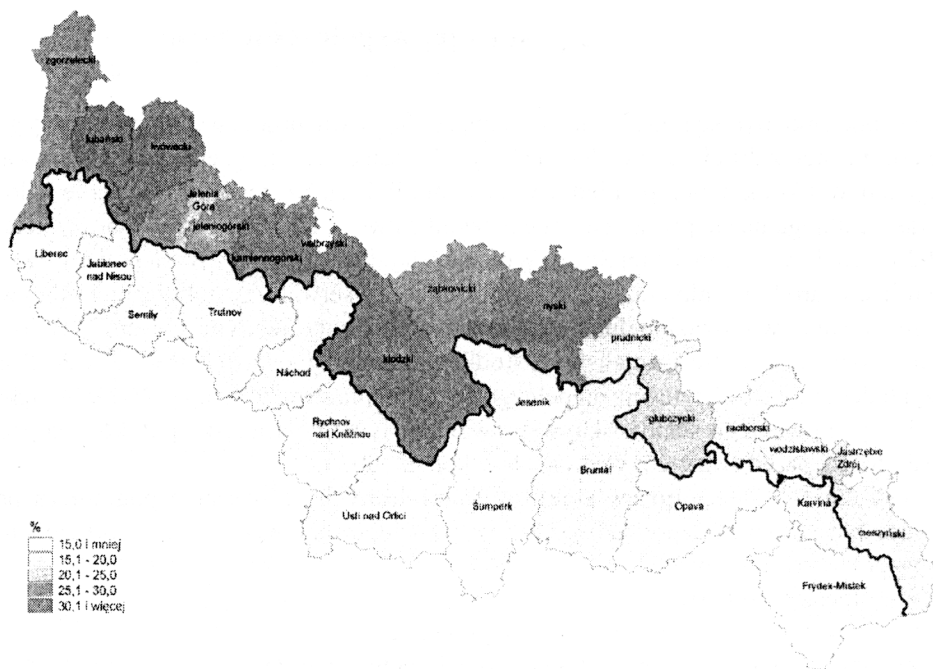 zgorzelecki
lubański
lwówecki
Jelenia
Góra
jeleniogórski
kamiennogórski
wałbrzyski
Liberec
Jablonec
nad Nisou
Semily
Trutnov
Náchod
kłodzki
ząbkowicki
nyski
prudnicki
Rychnov
nad Kněžnou
Jeseník
głubczycki
raciborski
wodzisławski
Jastrzębie
Zdrój
Ústí nad Orlicí
Šumperk
Bruntál
Opava
Karviná
cieszyński
Frydek-Mistek
%
15,0 i mniej
15,1 - 20,0
20,1 - 25,0
25,1 - 30,0
30,1 i więcej